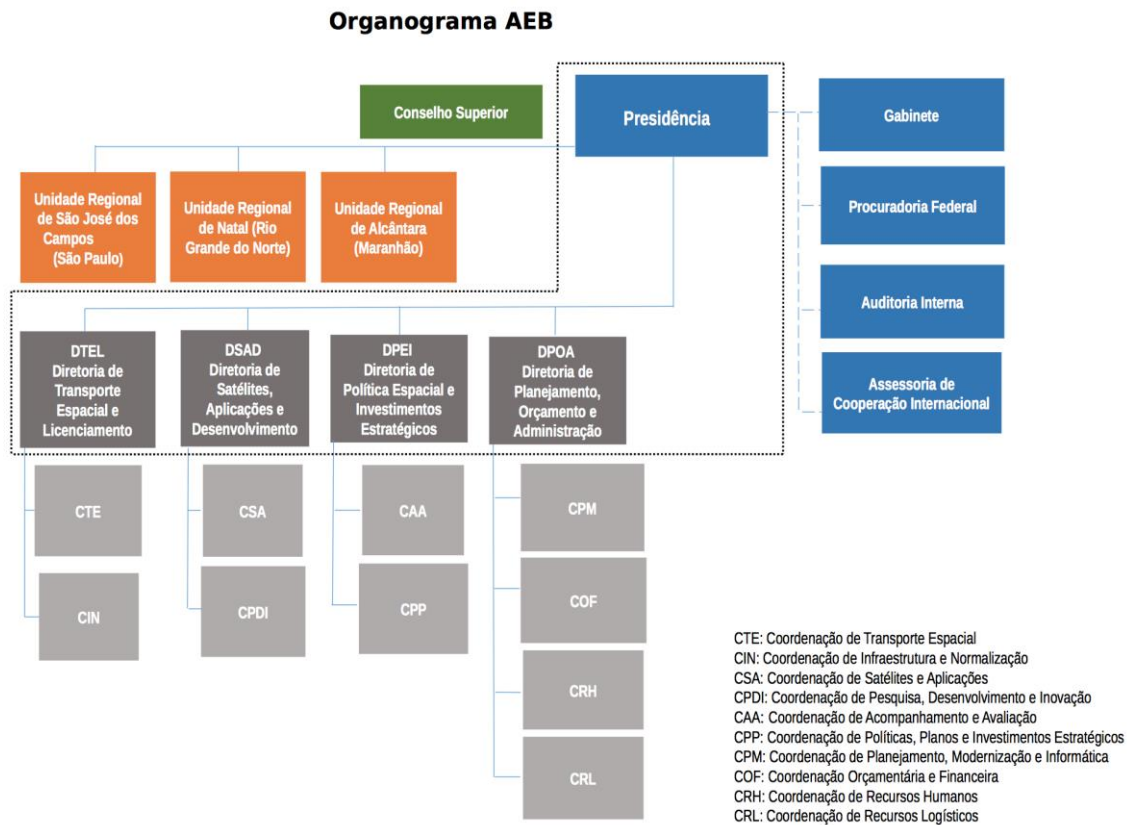 Organograma AEB
Conselho Superior
Presidência
Gabinete
Procuradoria Federal
Auditoria Interna
Assessoria de
Cooperação Internacional
Unidade Regional
de São José dos
Campos
(São Paulo)
Unidade Regional
de Natal (Rio
Grande do Norte)
Unidade Regional
de Alcântara
(Maranhão)
DTEL
Diretoria de
Transporte
Espacial e
Licenciamento
DSAD
Diretoria de
Satélites,
Aplicações e
Desenvolvimento
DPEI
Diretoria de
Política Espacial e
Investimentos
Estratégicos
DPOA
Diretoria de
Planejamento,
Orçamento e
Administração
CTE
CIN
CSA
CPDI
CAA
CPP
CPM
COF
CRH
CRL
CTE: Coordenação de Transporte Espacial
CIN: Coordenação de Infraestrutura e Normalização
CSA: Coordenação de Satélites e Aplicações
CPDI: Coordenação de Pesquisa, Desenvolvimento e Inovação
CAA: Coordenação de Acompanhamento e Avaliação
CPP: Coordenação de Políticas, Planos e Investimentos Estratégicos
CPM: Coordenação de Planejamento, Modernização e Informática
COF: Coordenação Orçamentária e Financeira
CRH: Coordenação de Recursos Humanos
CRL: Coordenação de Recursos Logísticos